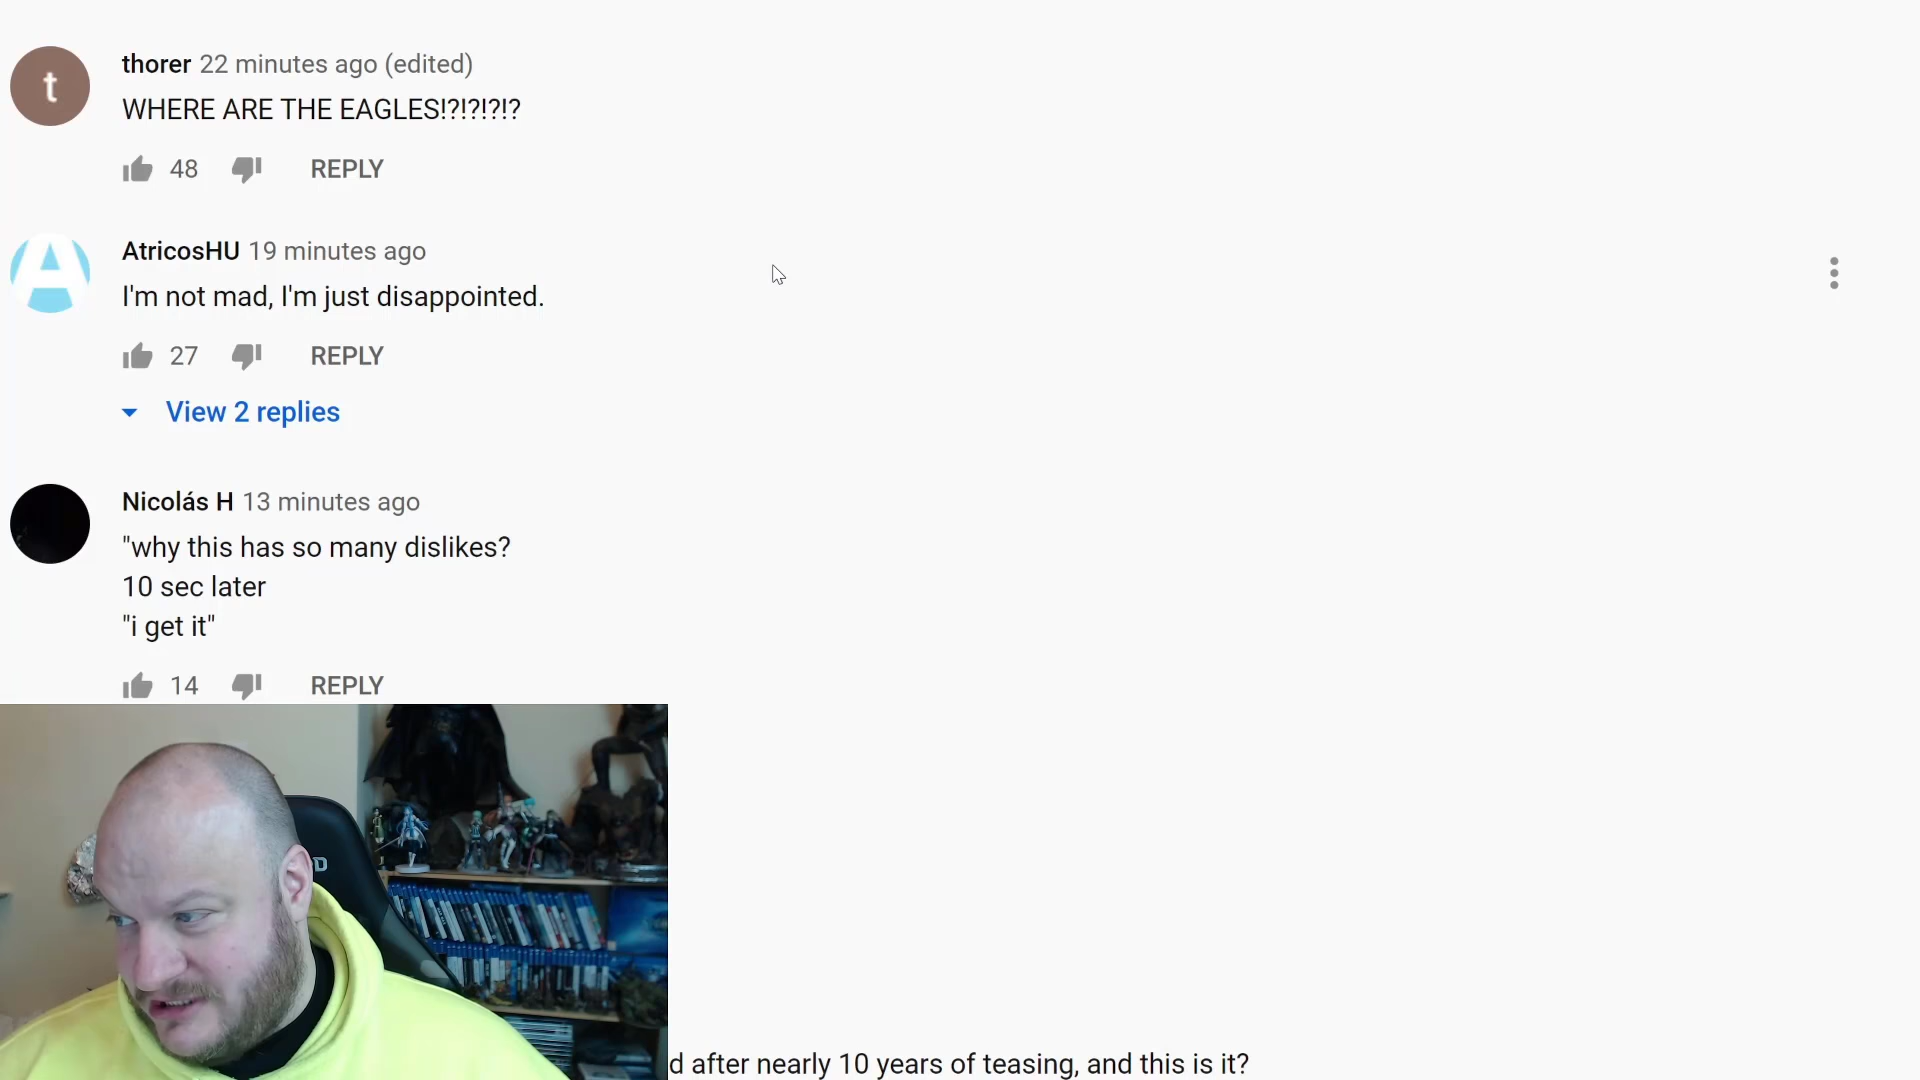 thorer 22 minutes ago (edited)
WHERE ARE THE EAGLES!?!?!?!?
48 REPLY
AtricosHU 19 minutes ago
I'm not mad, I'm just disappointed.
27 REPLY
View 2 replies
Nicolás H 13 minutes ago
"why this has so many dislikes?
10 sec later
"i get it"
14 REPLY
d after nearly 10 years of teasing, and this is it?